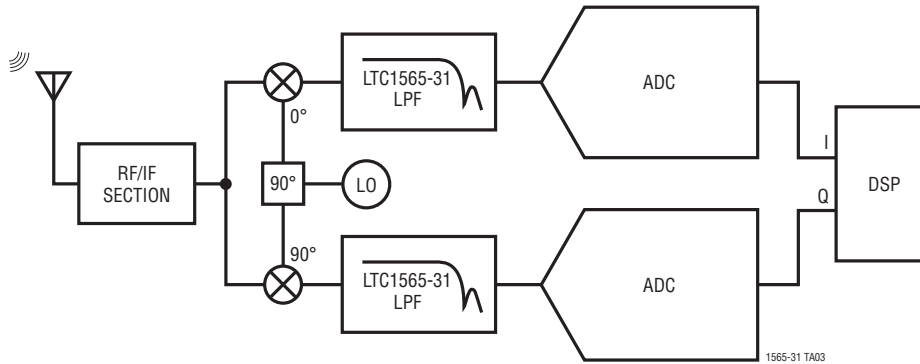 LTC1565-31
LPF
ADC
0°
I
RF/IF
SECTION
90°
LO
DSP
Q
90°
LTC1565-31
LPF
ADC
1565-31 TA03